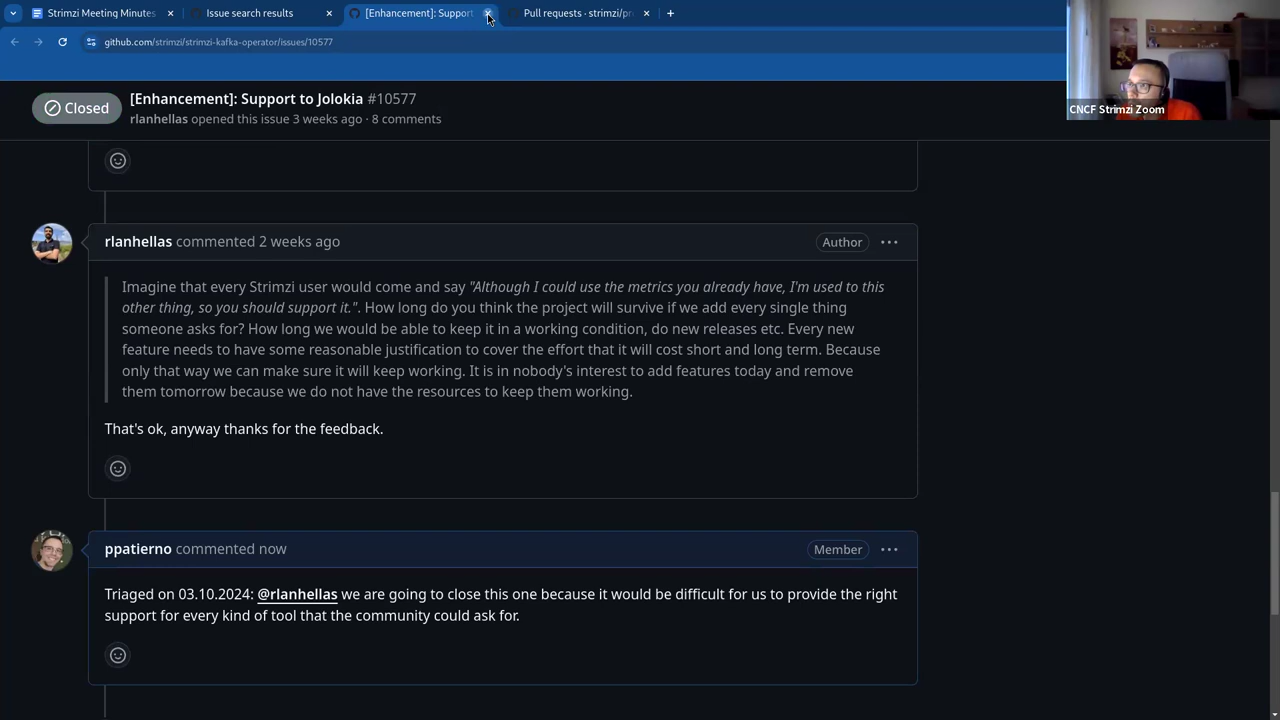 Strimzi Meeting Minutes
Issue search results
[Enhancement]: Support
Pull requests · strimzi/pr
github.com/strimzi/strimzi-kafka-operator/issues/10577
Closed
[Enhancement]: Support to Jolokia #10577
rlanhellas opened this issue 3 weeks ago · 8 comments
CNCF Strimzi Zoom
rlanhellas commented 2 weeks ago
Author
Imagine that every Strimzi user would come and say "Although I could use the metrics you already have, I'm used to this
other thing, so you should support it.". How long do you think the project will survive if we add every single thing
someone asks for? How long we would be able to keep it in a working condition, do new releases etc. Every new
feature needs to have some reasonable justification to cover the effort that it will cost short and long term. Because
only that way we can make sure it will keep working. It is in nobody's interest to add features today and remove
them tomorrow because we do not have the resources to keep them working.
That's ok, anyway thanks for the feedback.
ppatierno commented now
Member
Triaged on 03.10.2024: @rlanhellas we are going to close this one because it would be difficult for us to provide the right
support for every kind of tool that the community could ask for.